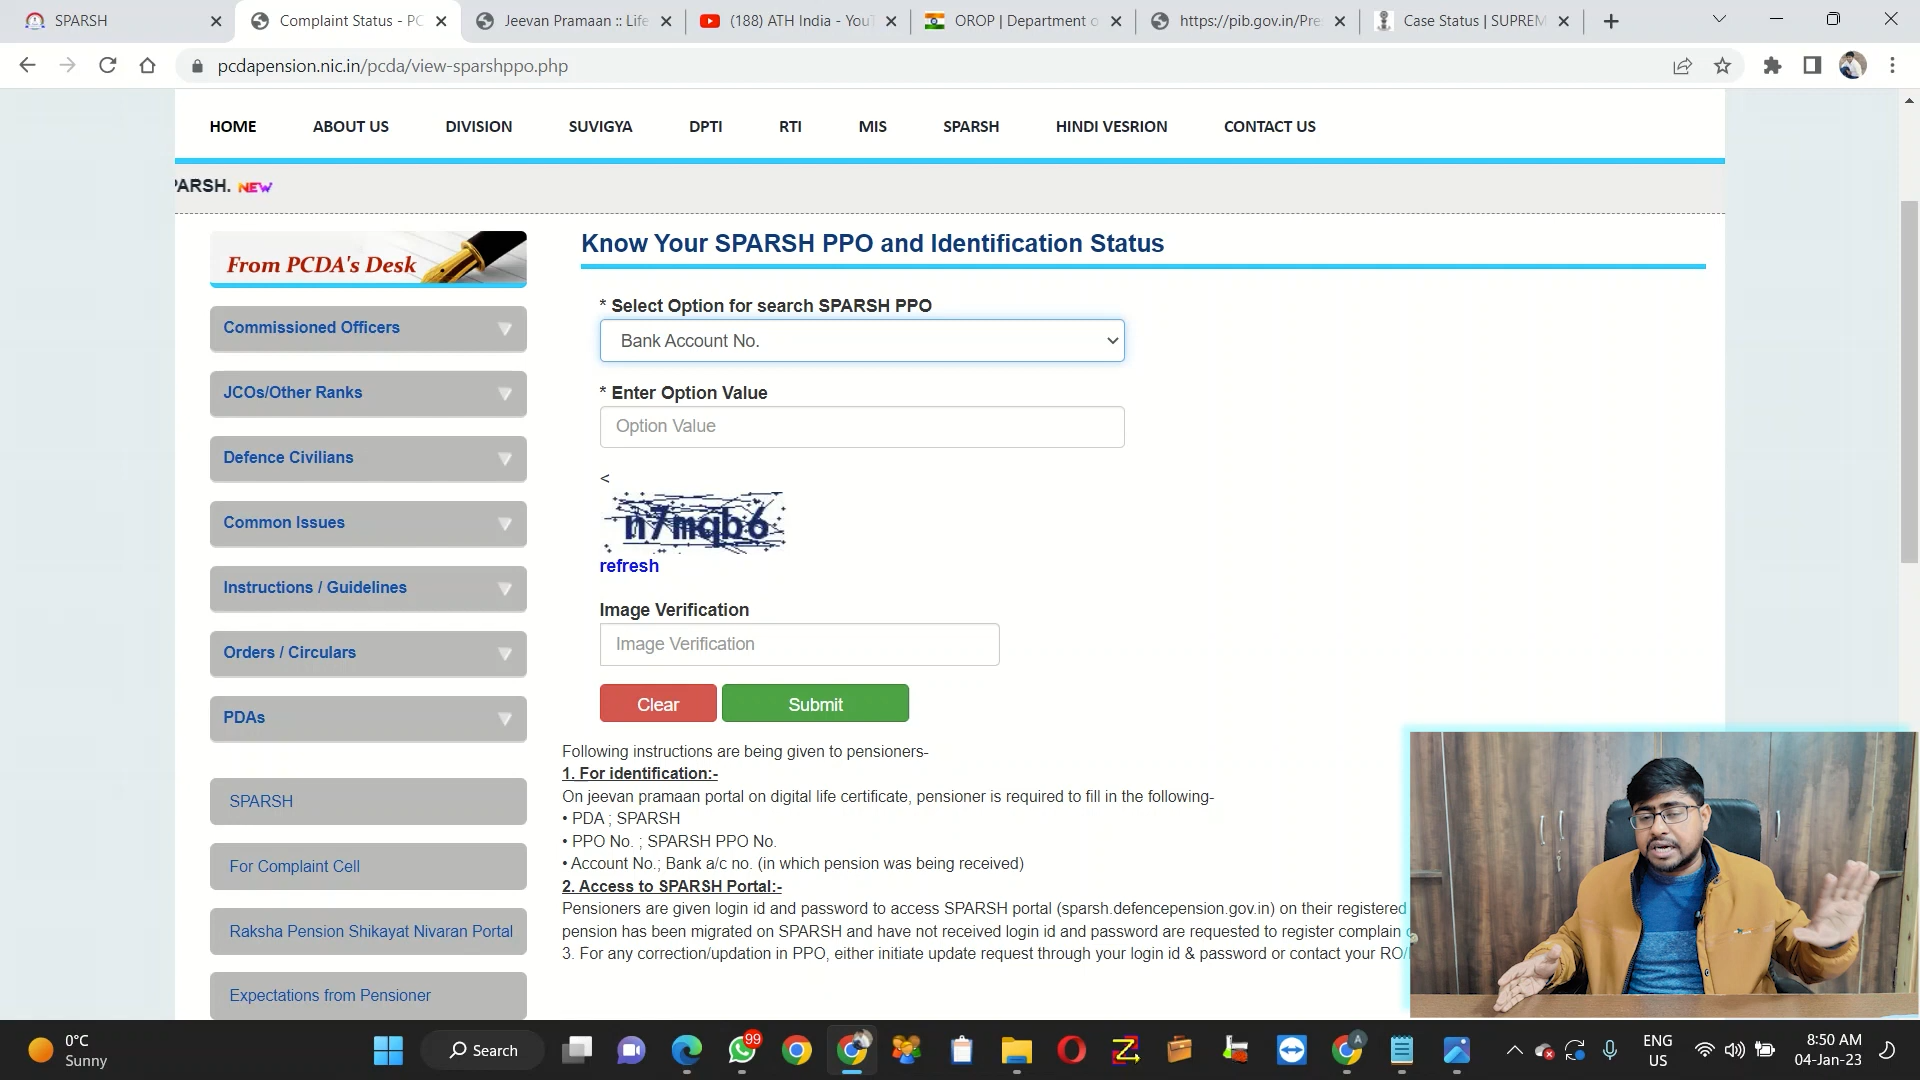 SPARSH
Complaint Status - PC
Jeevan Pramaan :: Life
(188) ATH India - YouT
OROP | Department o
https://pib.gov.in/Pre
Case Status | SUPREM
pcdapension.nic.in/pcda/view-sparshppo.php
HOME
ABOUT US
DIVISION
SUVIGYA
DPTI
RTI
MIS
SPARSH
HINDI VESRION
CONTACT US
PARSH. NEW
From PCDA's Desk
Commissioned Officers
JCOs/Other Ranks
Defence Civilians
Common Issues
Instructions / Guidelines
Orders / Circulars
PDAs
SPARSH
For Complaint Cell
Raksha Pension Shikayat Nivaran Portal
Expectations from Pensioner
Know Your SPARSH PPO and Identification Status
* Select Option for search SPARSH PPO
Bank Account No.
* Enter Option Value
Option Value
<
n7mqb6
refresh
Image Verification
Image Verification
Clear
Submit
Following instructions are being given to pensioners-
1. For identification:-
On jeevan pramaan portal on digital life certificate, pensioner is required to fill in the following-
• PDA ; SPARSH
• PPO No. ; SPARSH PPO No.
• Account No.; Bank a/c no. (in which pension was being received)
2. Access to SPARSH Portal:-
Pensioners are given login id and password to access SPARSH portal (sparsh.defencepension.gov.in) on their registered
pension has been migrated on SPARSH and have not received login id and password are requested to register complain
3. For any correction/updation in PPO, either initiate update request through your login id & password or contact your RO/
0°C
Sunny
Search
99
A
ENG
US
8:50 AM
04-Jan-23